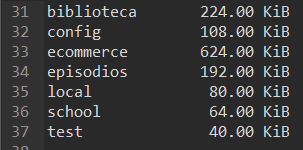 31 biblioteca 224.00 KiB
32 config 108.00 KiB
33 ecommerce 624.00 KiB
34 episodios 192.00 KiB
35 local 80.00 KiB
36 school 64.00 KiB
37 test 40.00 KiB
38